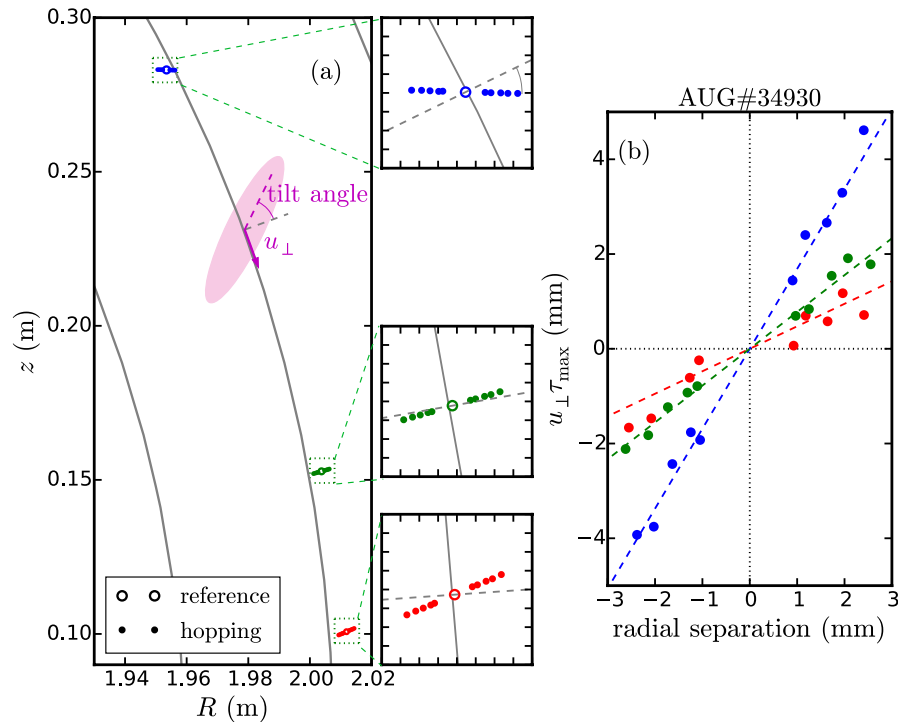 AUG#34930
(a)
(b)
0.30
0.25
0.20
0.15
0.10
z (m)
tilt angle
u⊥
reference
hopping
1.94 1.96 1.98 2.00 2.02
R (m)
4
2
0
−2
−4
u⊥τmax (mm)
−3 −2 −1 0 1 2 3
radial separation (mm)